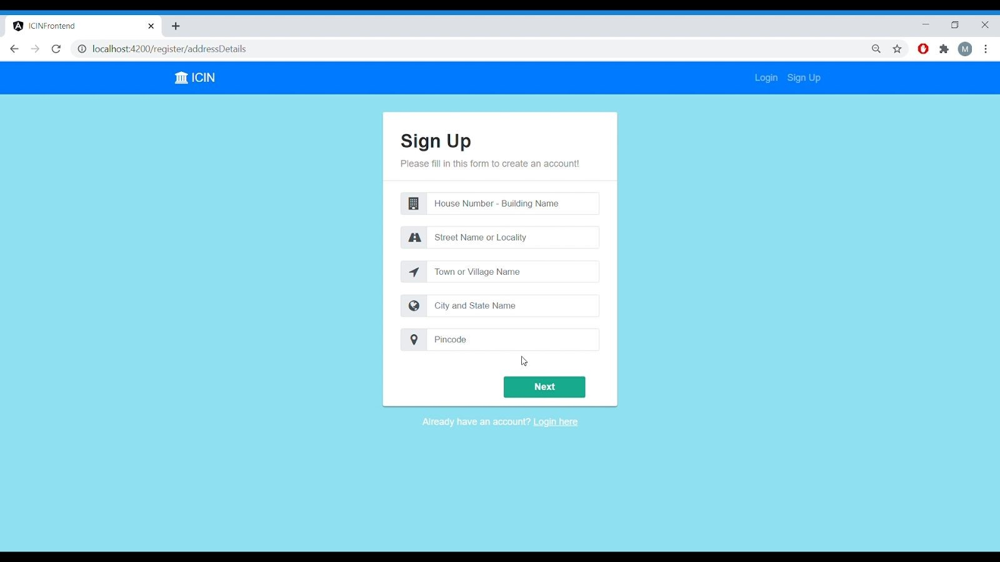 ICINFrontend
localhost:4200/register/addressDetails
M
ICIN
Login Sign Up
Sign Up
Please fill in this form to create an account!
House Number - Building Name
Street Name or Locality
Town or Village Name
City and State Name
Pincode
Next
Already have an account? Login here